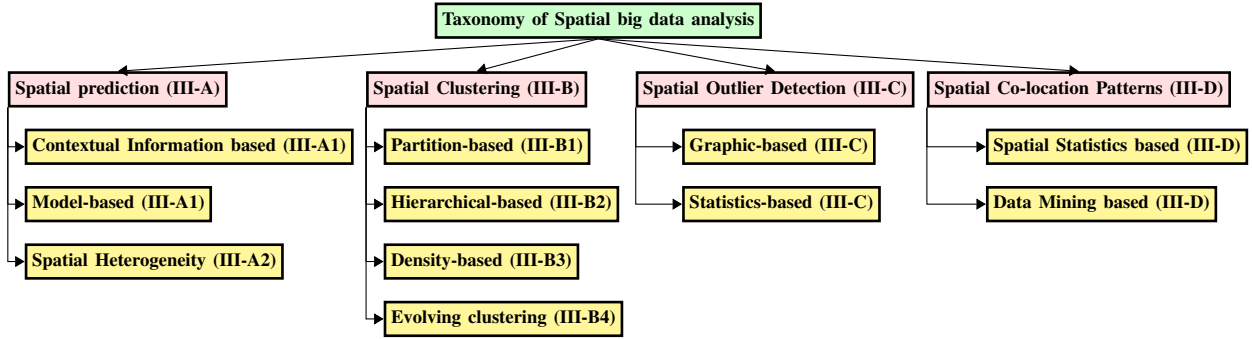 Taxonomy of Spatial big data analysis
Spatial prediction (III-A)
Spatial Clustering (III-B)
Spatial Outlier Detection (III-C)
Spatial Co-location Patterns (III-D)
Contextual Information based (III-A1)
Partition-based (III-B1)
Graphic-based (III-C)
Spatial Statistics based (III-D)
Model-based (III-A1)
Hierarchical-based (III-B2)
Statistics-based (III-C)
Data Mining based (III-D)
Spatial Heterogeneity (III-A2)
Density-based (III-B3)
Evolving clustering (III-B4)